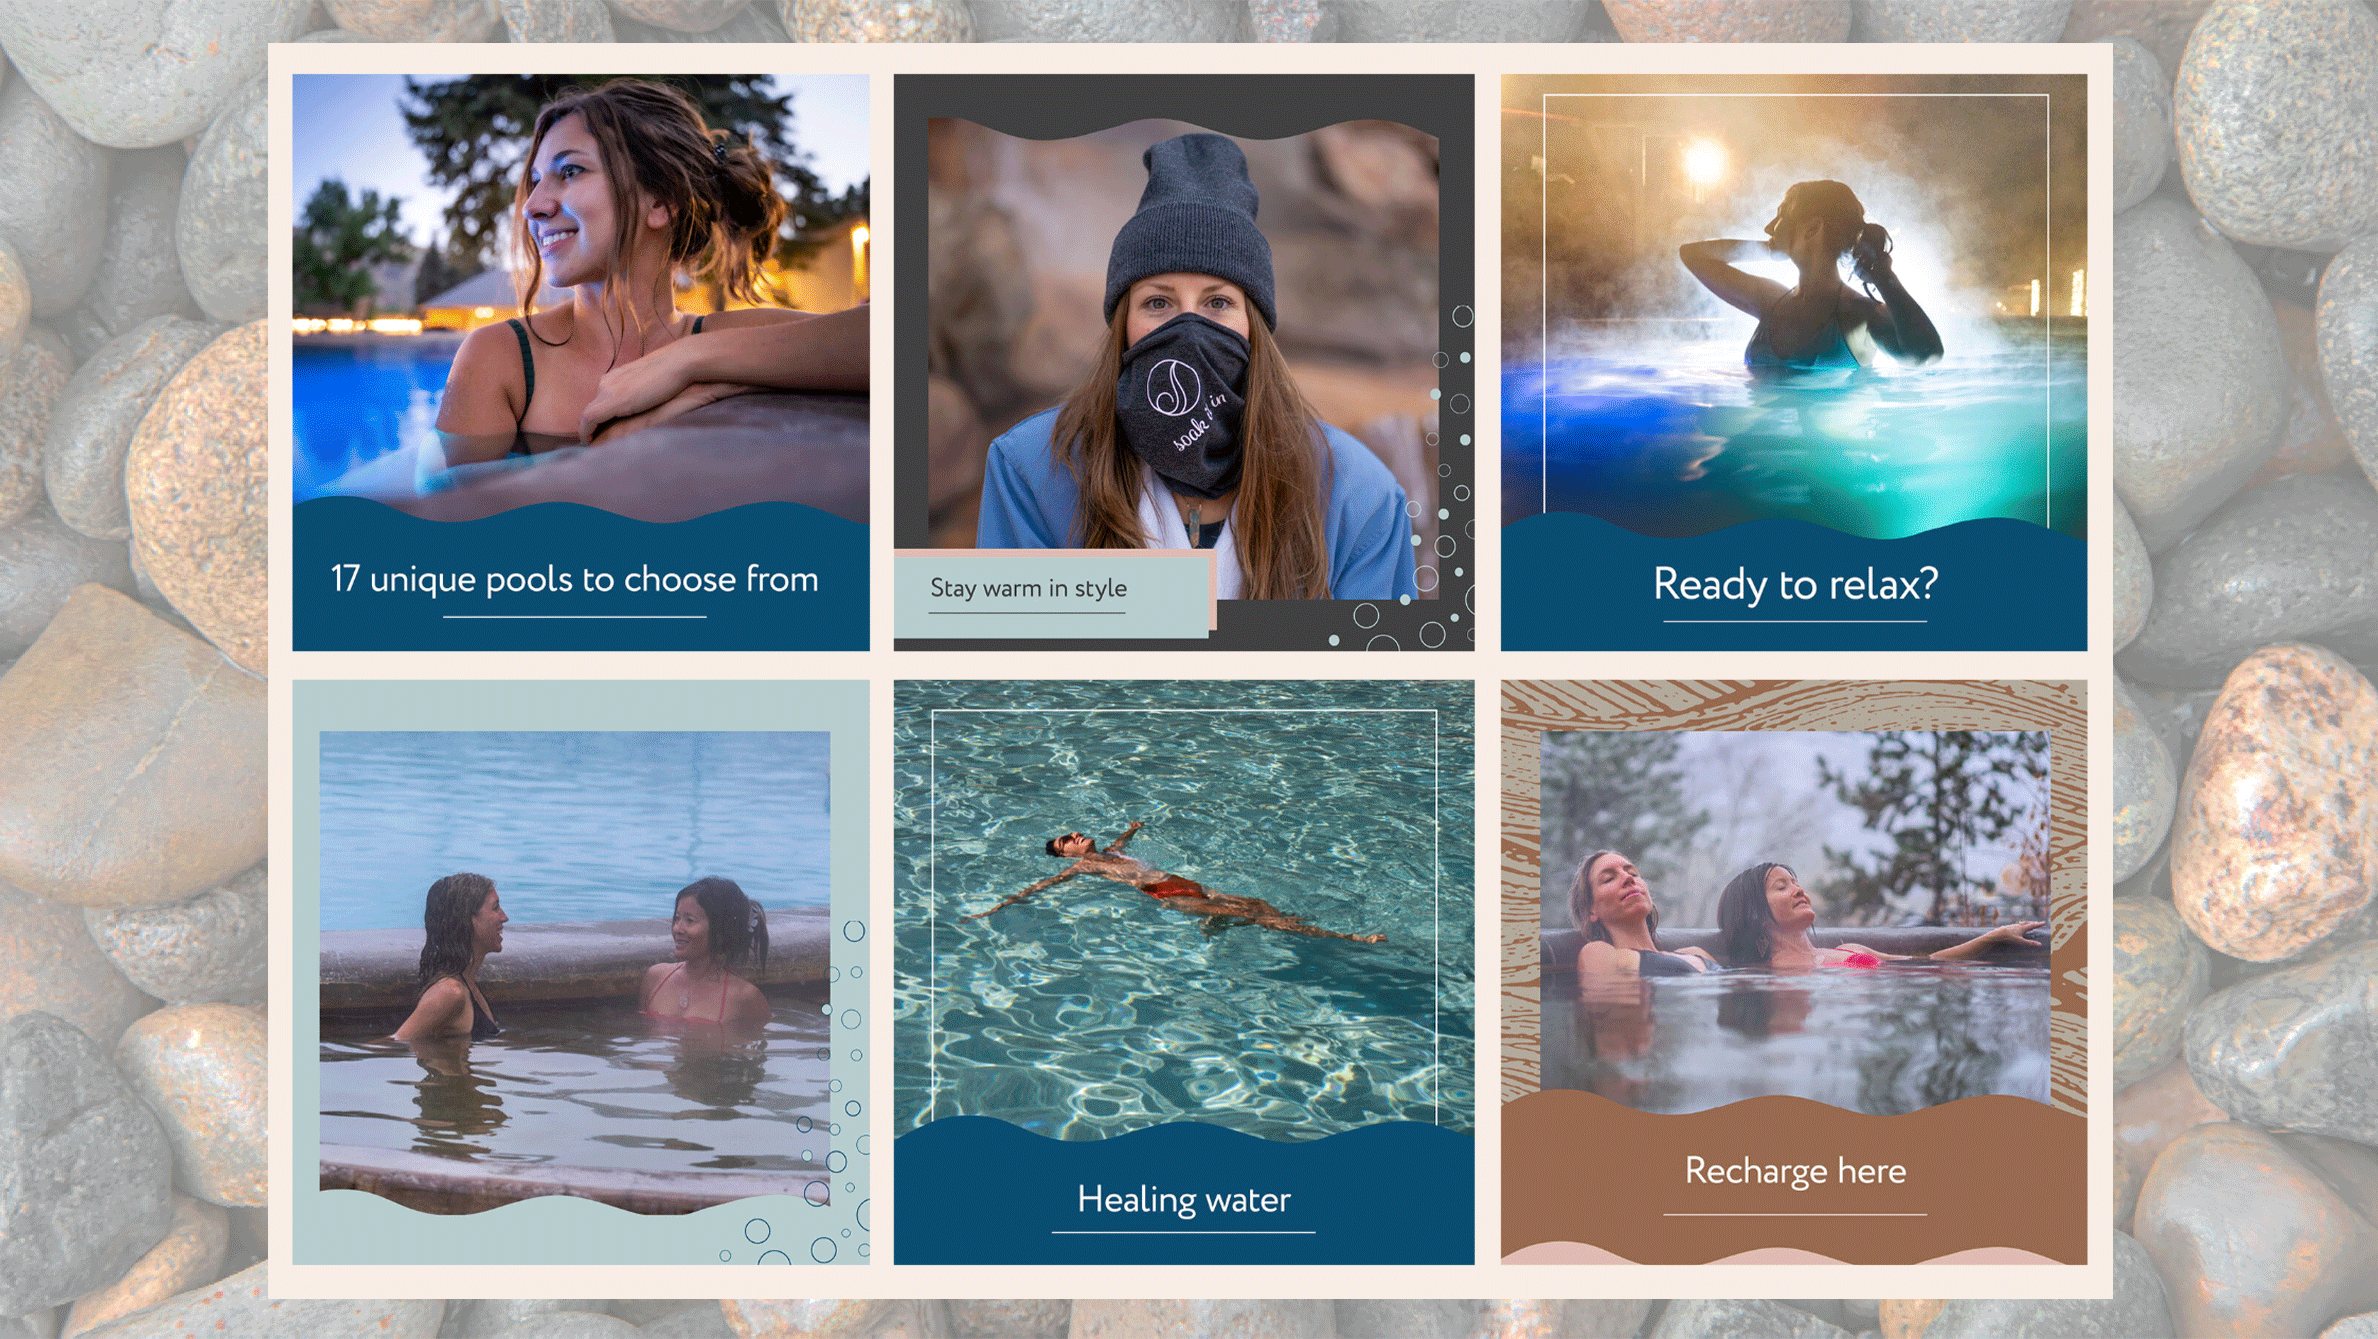 17 unique pools to choose from
soak it in
Stay warm in style
Ready to relax?
Healing water
Recharge here